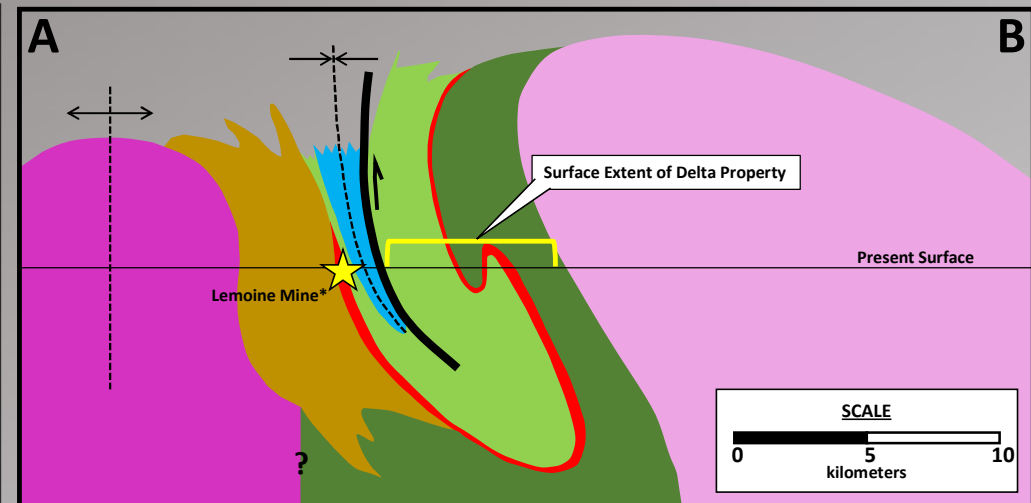 A
B
Surface Extent of Delta Property
Present Surface
Lemoine Mine*
?
SCALE
0 5 10
kilometers